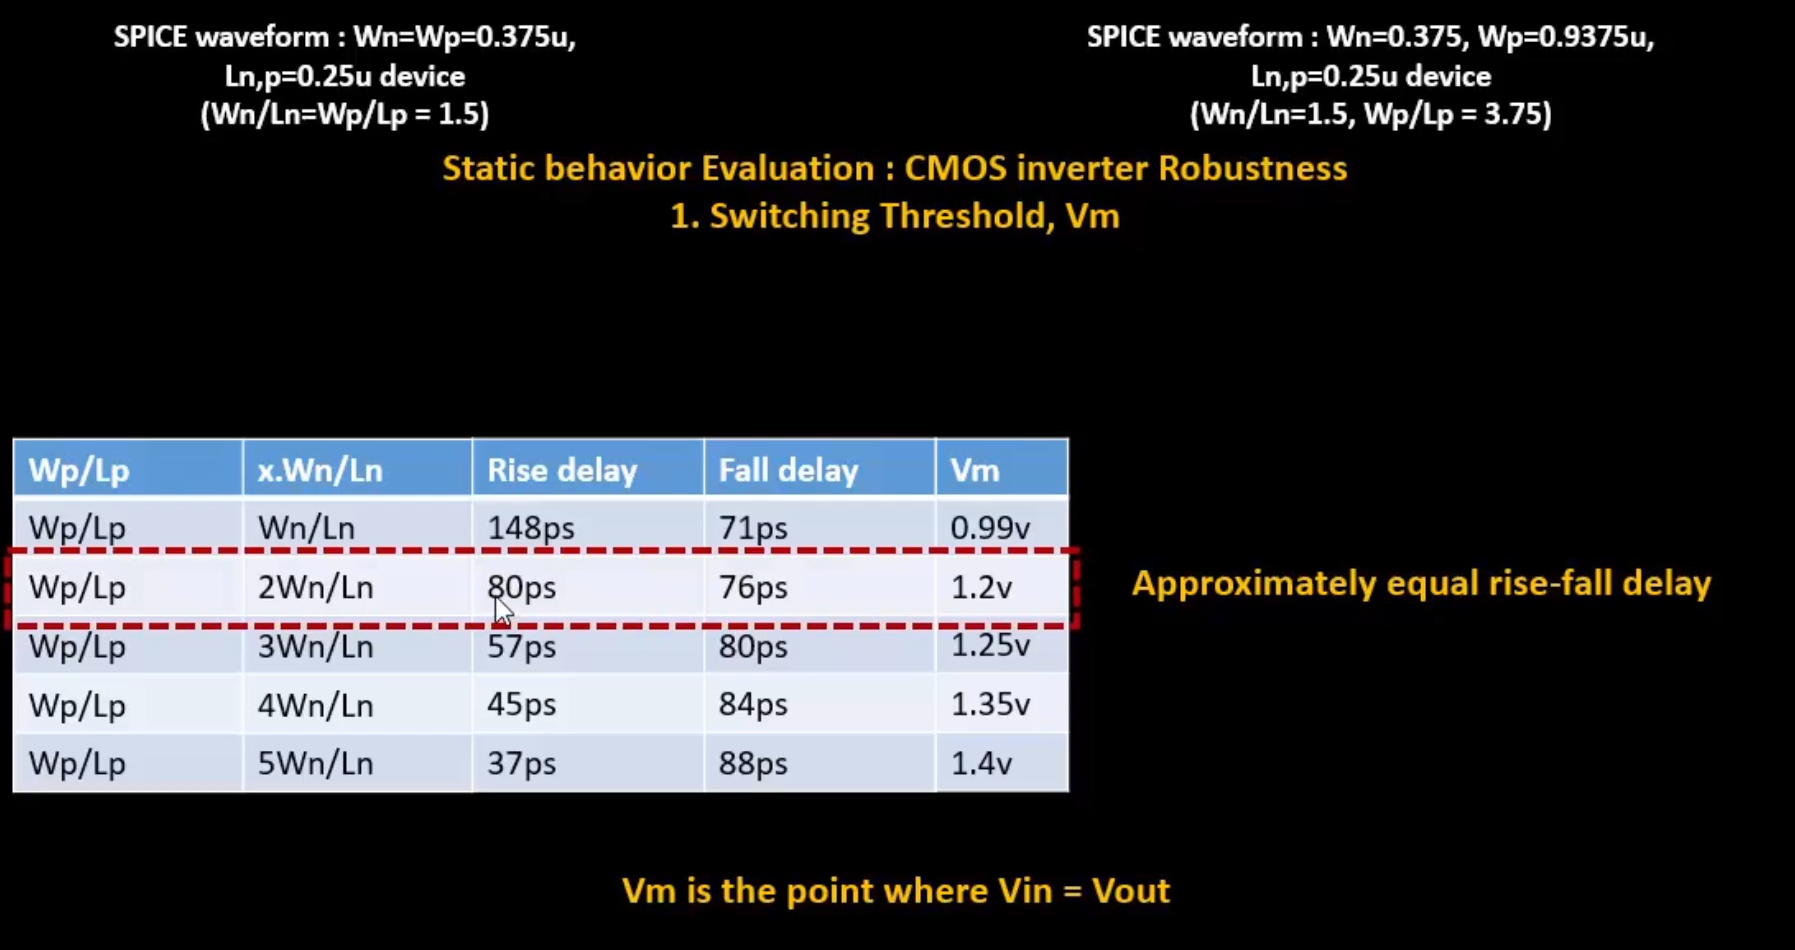 SPICE waveform : Wn=Wp=0.375u,
Ln,p=0.25u device
(Wn/Ln=Wp/Lp = 1.5)
SPICE waveform : Wn=0.375, Wp=0.9375u,
Ln,p=0.25u device
(Wn/Ln=1.5, Wp/Lp = 3.75)
Static behavior Evaluation : CMOS inverter Robustness
1. Switching Threshold, Vm
Wp/Lp x.Wn/Ln Rise delay Fall delay Vm
Wp/Lp Wn/Ln 148ps 71ps 0.99v
Wp/Lp 2Wn/Ln 80ps 76ps 1.2v
Approximately equal rise-fall delay
Wp/Lp 3Wn/Ln 57ps 80ps 1.25v
Wp/Lp 4Wn/Ln 45ps 84ps 1.35v
Wp/Lp 5Wn/Ln 37ps 88ps 1.4v
Vm is the point where Vin = Vout